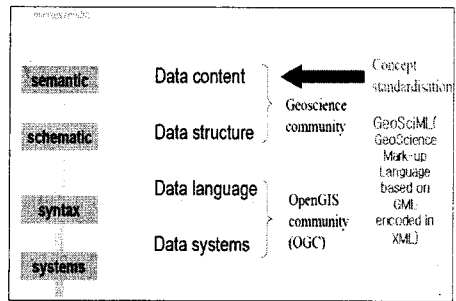 semantic
Data content
Concept
standardisation
Geoscience
community
schematic
Data structure
GeoSciML(
GeoScience
Mark-up
Language
based on
GML
encoded in
XML)
syntax
Data language
OpenGIS
community
(OGC)
Data systems
systems